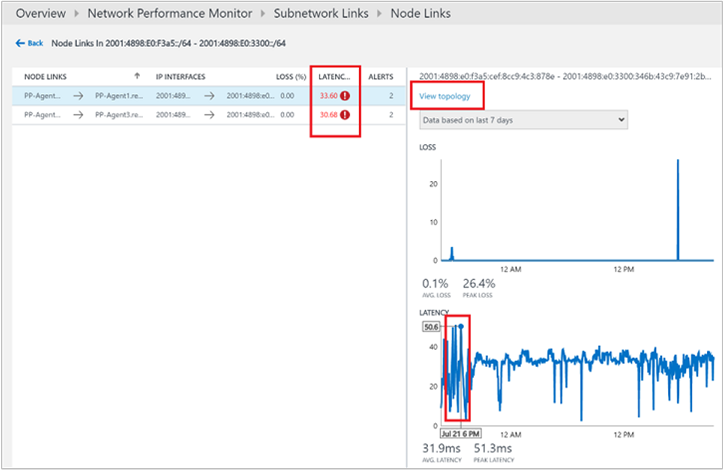 Overview > Network Performance Monitor > Subnetwork Links > Node Links
← Back Node Links In 2001:4898:E0:F3a5::/64 - 2001:4898:E0:3300::/64
NODE LINKS ↑ IP INTERFACES LOSS (%) LATENC... ALERTS
PP-Agent... → PP-Agent1.re... 2001:489... → 2001:4898:e0... 0.00 33.60 2
PP-Agent... → PP-Agent3.re... 2001:489... → 2001:4898:e0... 0.00 30.68 2
2001:4898:e0:f3a5:cef:8cc9:4c3:878e - 2001:4898:e0:3300:346b:43c9:7e91:2b...
View topology
Data based on last 7 days
LOSS
20
10
0
12 AM 12 PM
0.1% 26.4%
AVG. LOSS PEAK LOSS
LATENCY
50.6
40
20
0
Jul 21 6 PM 12 AM 12 PM
31.9ms 51.3ms
AVG. LATENCY PEAK LATENCY